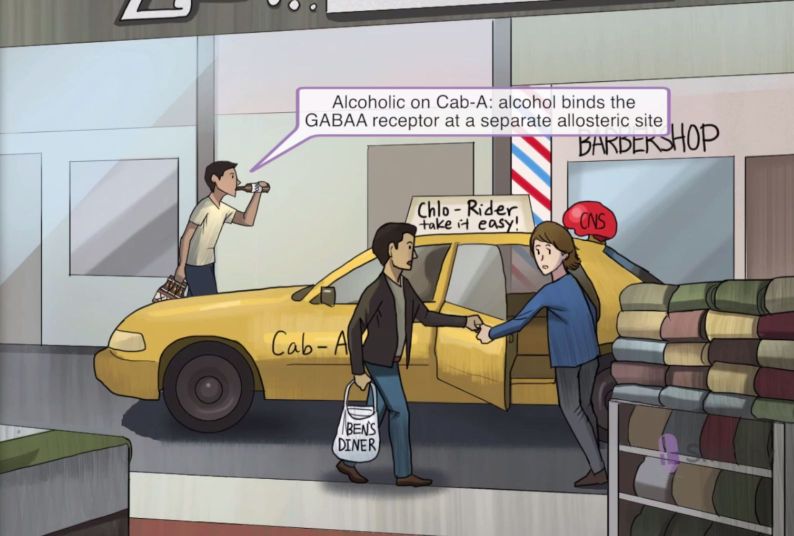 Alcoholic on Cab-A: alcohol binds the
GABAA receptor at a separate allosteric site
BARBERSHOP
Chlo-Rider
take it easy!
CNS
Cab-A
BEN'S
DINER